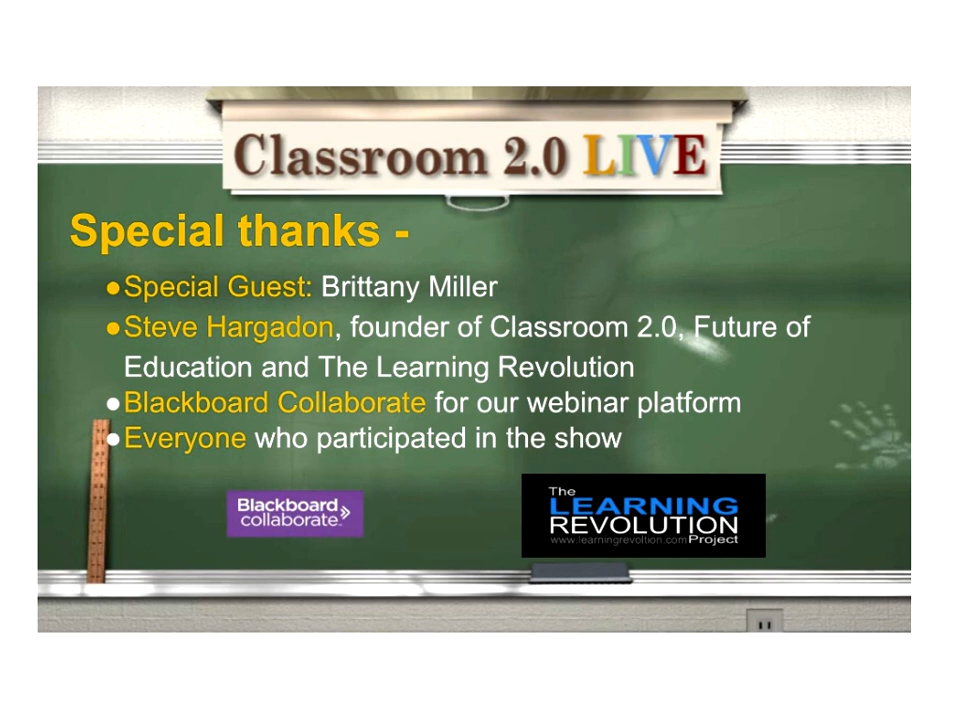 Classroom 2.0 LIVE
Special thanks -
●Special Guest: Brittany Miller
●Steve Hargadon, founder of Classroom 2.0, Future of
Education and The Learning Revolution
●Blackboard Collaborate for our webinar platform
●Everyone who participated in the show
Blackboard
collaborate™
The
LEARNING
REVOLUTION
www.learningrevoltion.com Project